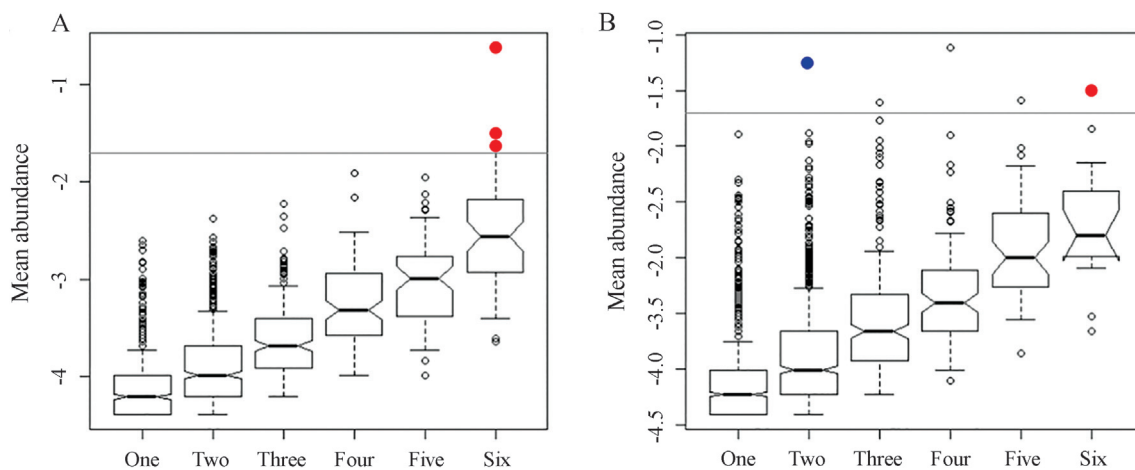 A
Mean abundance
-1
-2
-3
-4
One Two Three Four Five Six
B
Mean abundance
-1.0
-1.5
-2.0
-2.5
-2.0
-3.5
-4.0
-4.5
One Two Three Four Five Six